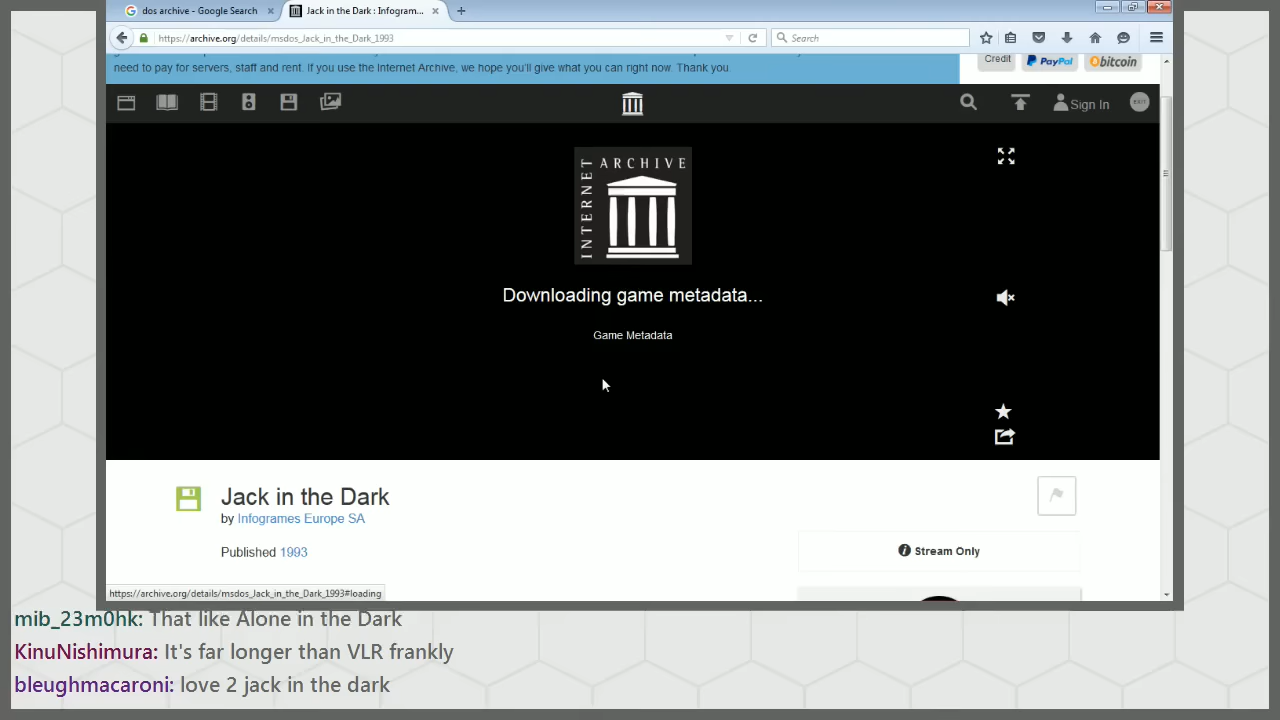 dos archive - Google Search
Jack in the Dark : Infogram...
https://archive.org/details/msdos_Jack_in_the_Dark_1993
Search
need to pay for servers, staff and rent. If you use the Internet Archive, we hope you'll give what you can right now. Thank you.
Credit
PayPal
bitcoin
Sign In
EXIT
INTERNET ARCHIVE
Downloading game metadata...
Game Metadata
Jack in the Dark
by Infogrames Europe SA
Published 1993
Stream Only
https://archive.org/details/msdos_Jack_in_the_Dark_1993#loading
mib_23m0hk: That like Alone in the Dark
KinuNishimura: It's far longer than VLR frankly
bleughmacaroni: love 2 jack in the dark